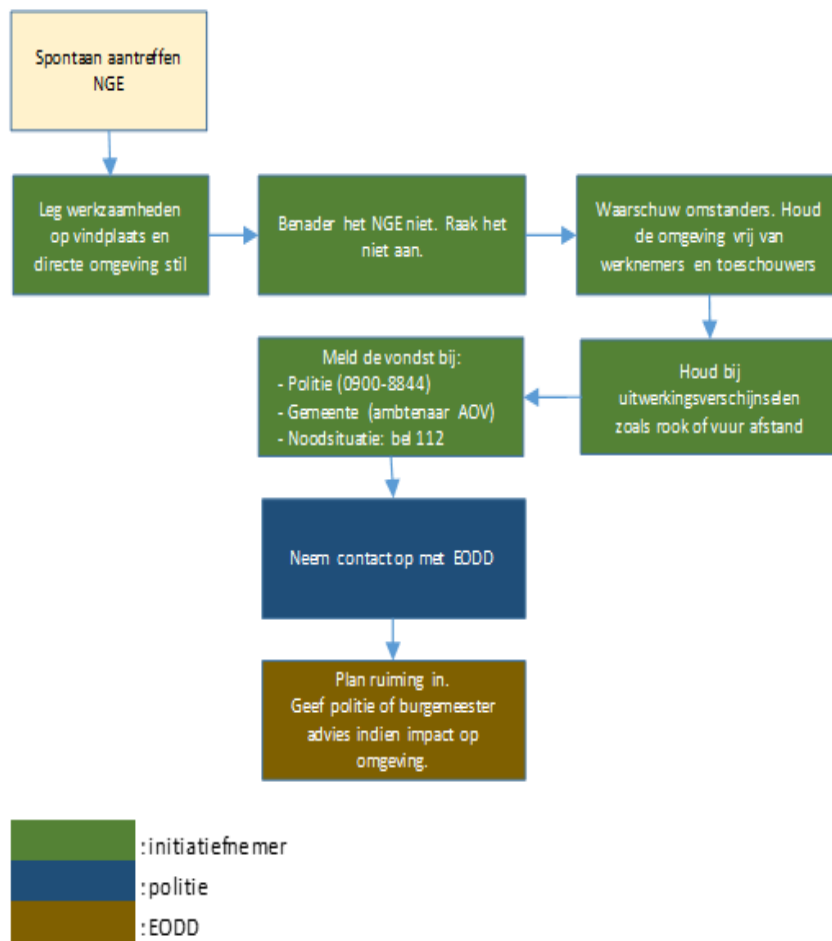 Spontaan aantreffen
NGE
Leg werkzaamheden
op vindplaats en
directe omgeving stil
Benader het NGE niet. Raak het
niet aan.
Waarschuw omstanders. Houd
de omgeving vrij van
werknemers en toeschouwers
Houd bij
uitwerkingsverschijnselen
zoals rook of vuur afstand
Meld de vondst bij:
- Politie (0900-8844)
- Gemeente (ambtenaar AOV)
- Noodsituatie: bel 112
Neem contact op met EODD
Plan ruiming in.
Geef politie of burgemeester
advies indien impact op
omgeving.
: initiatiefnemer
: politie
: EODD